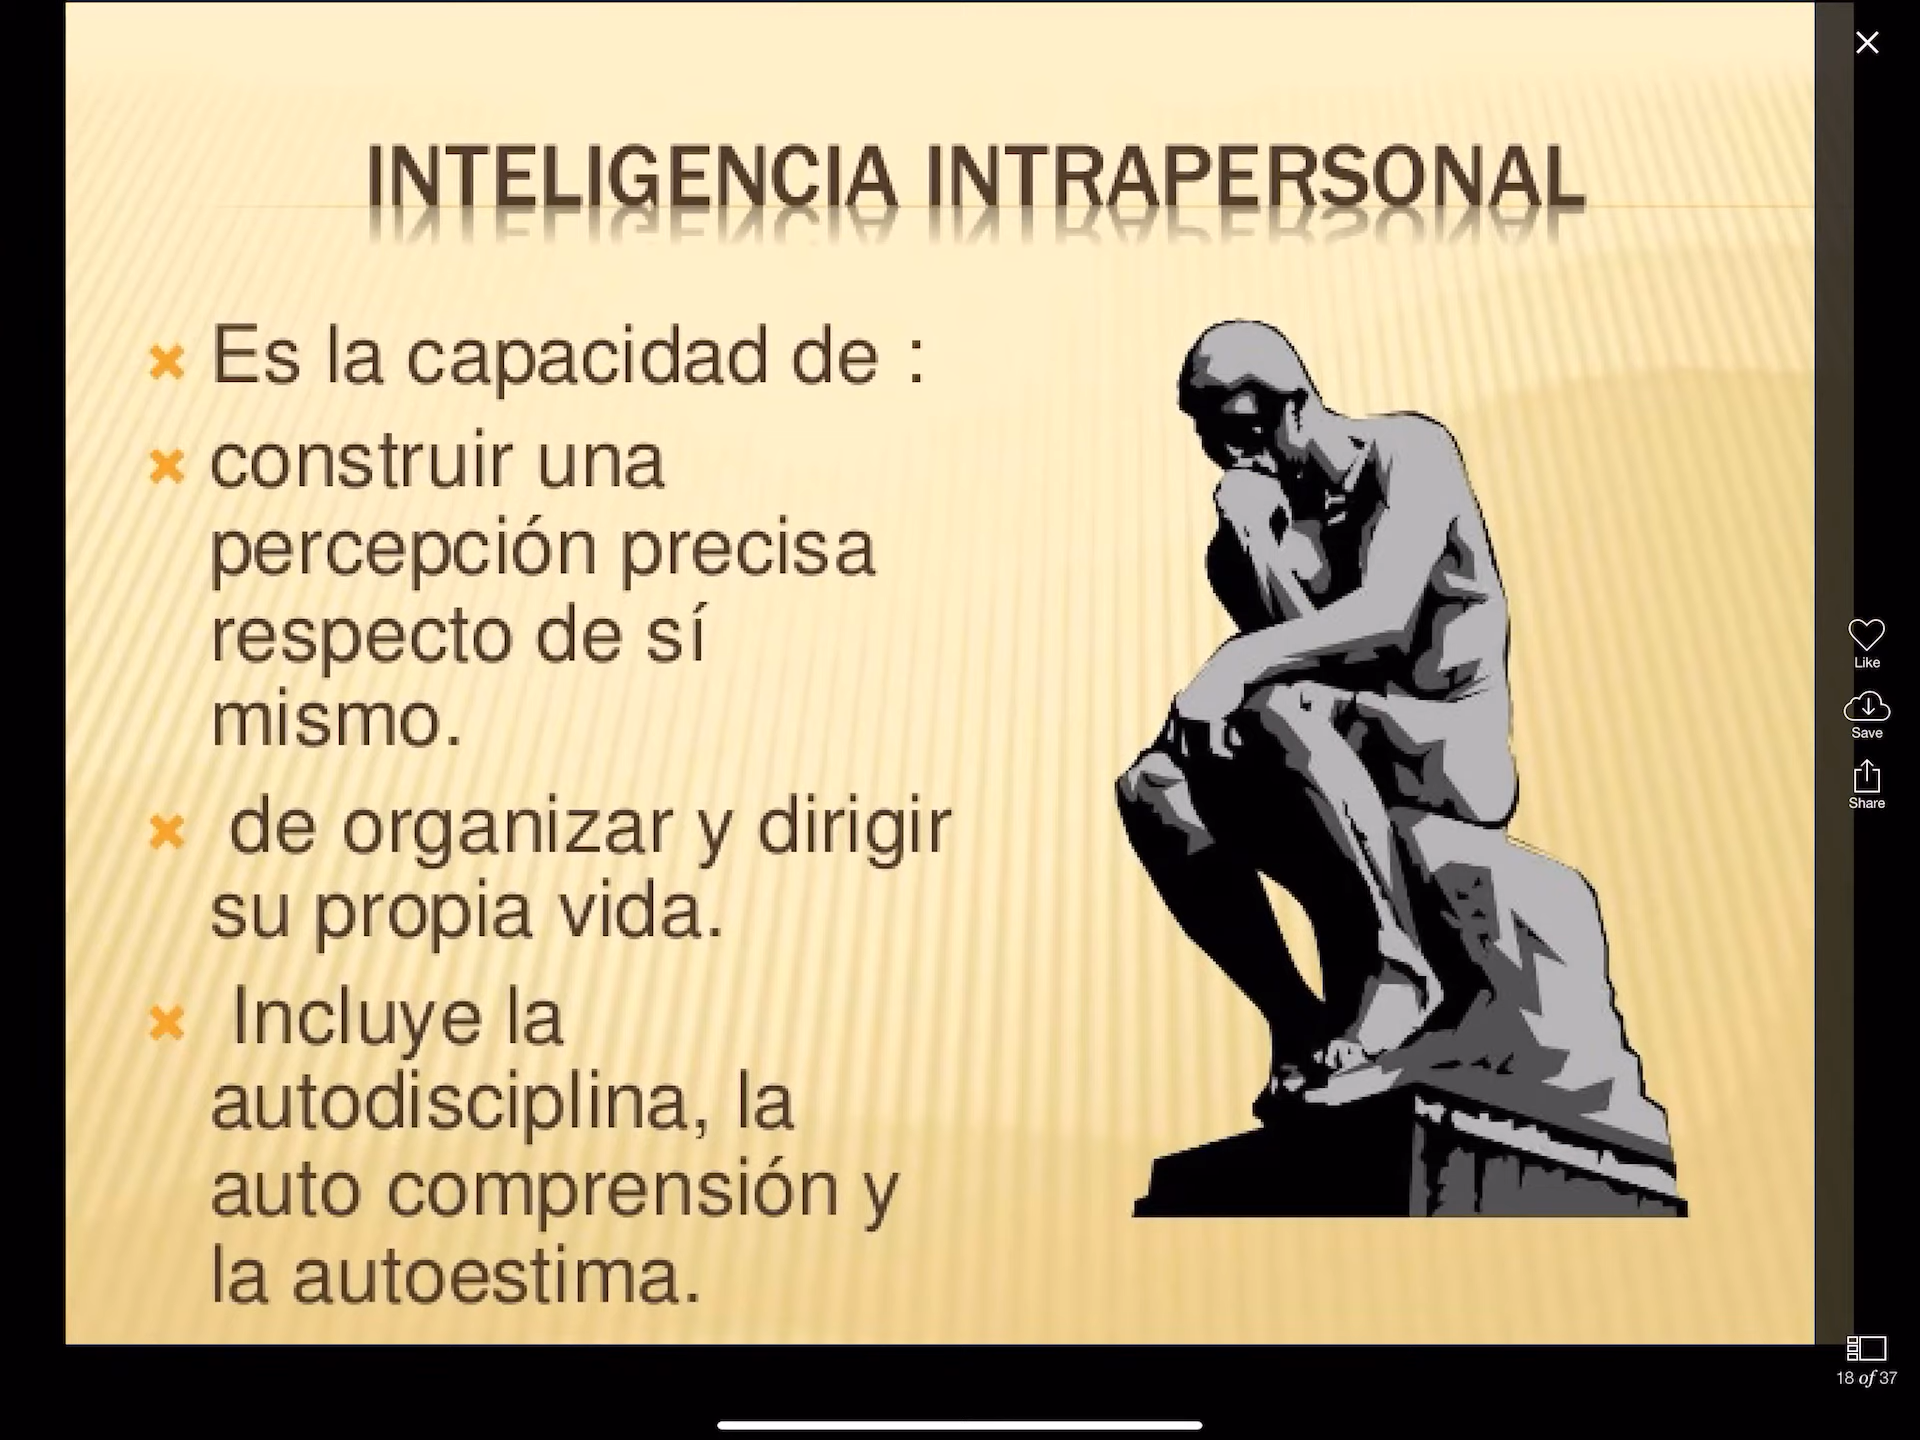 INTELIGENCIA INTRAPERSONAL
Es la capacidad de :
construir una
percepción precisa
respecto de sí
mismo.
de organizar y dirigir
su propia vida.
Incluye la
autodisciplina, la
auto comprensión y
la autoestima.
Like
Save
Share
18 of 37